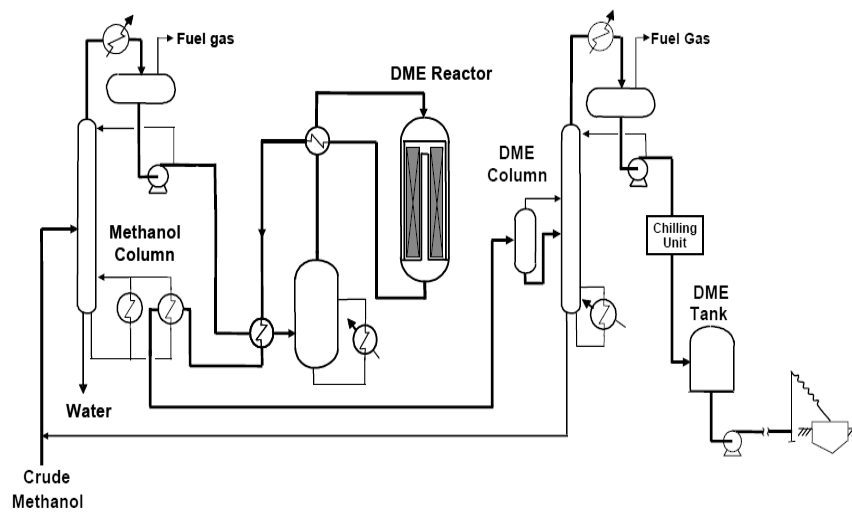 Fuel gas
Fuel Gas
DME Reactor
DME
Column
Methanol
Column
Chilling
Unit
DME
Tank
Water
Crude
Methanol